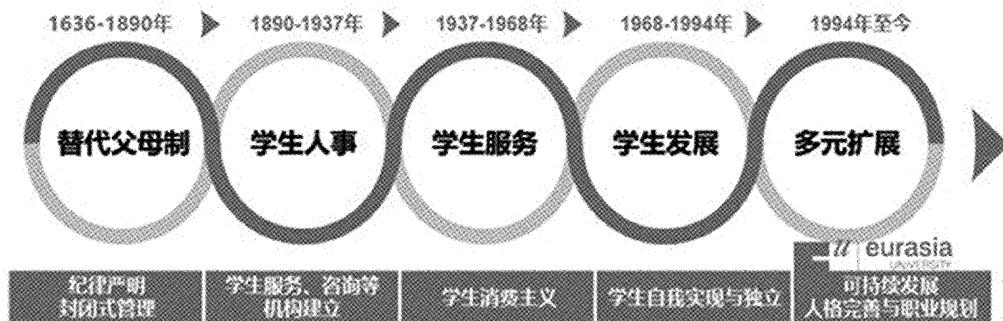 1636-1890年
1890-1937年
1937-1968年
1968-1994年
1994年至今
替代父母制
学生人事
学生服务
学生发展
多元扩展
eurasia
UNIVERSITY
纪律严明
封闭式管理
学生服务、咨询等
机构建立
学生消费主义
学生自我实现与独立
可持续发展
人格完善与职业规划